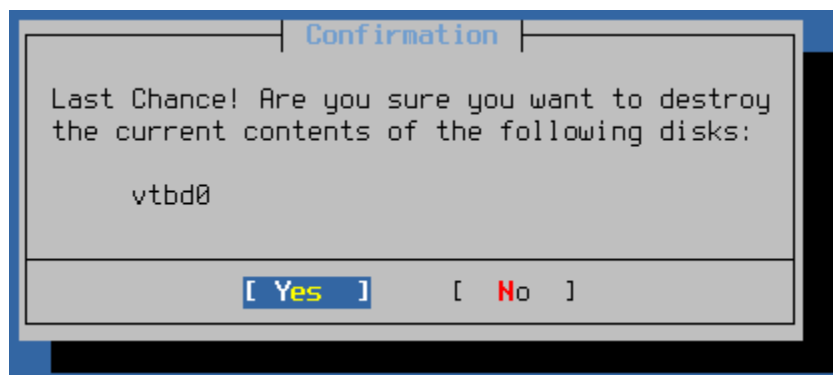 Confirmation
Last Chance! Are you sure you want to destroy
the current contents of the following disks:
vtbd0
[ Yes ] [ No ]